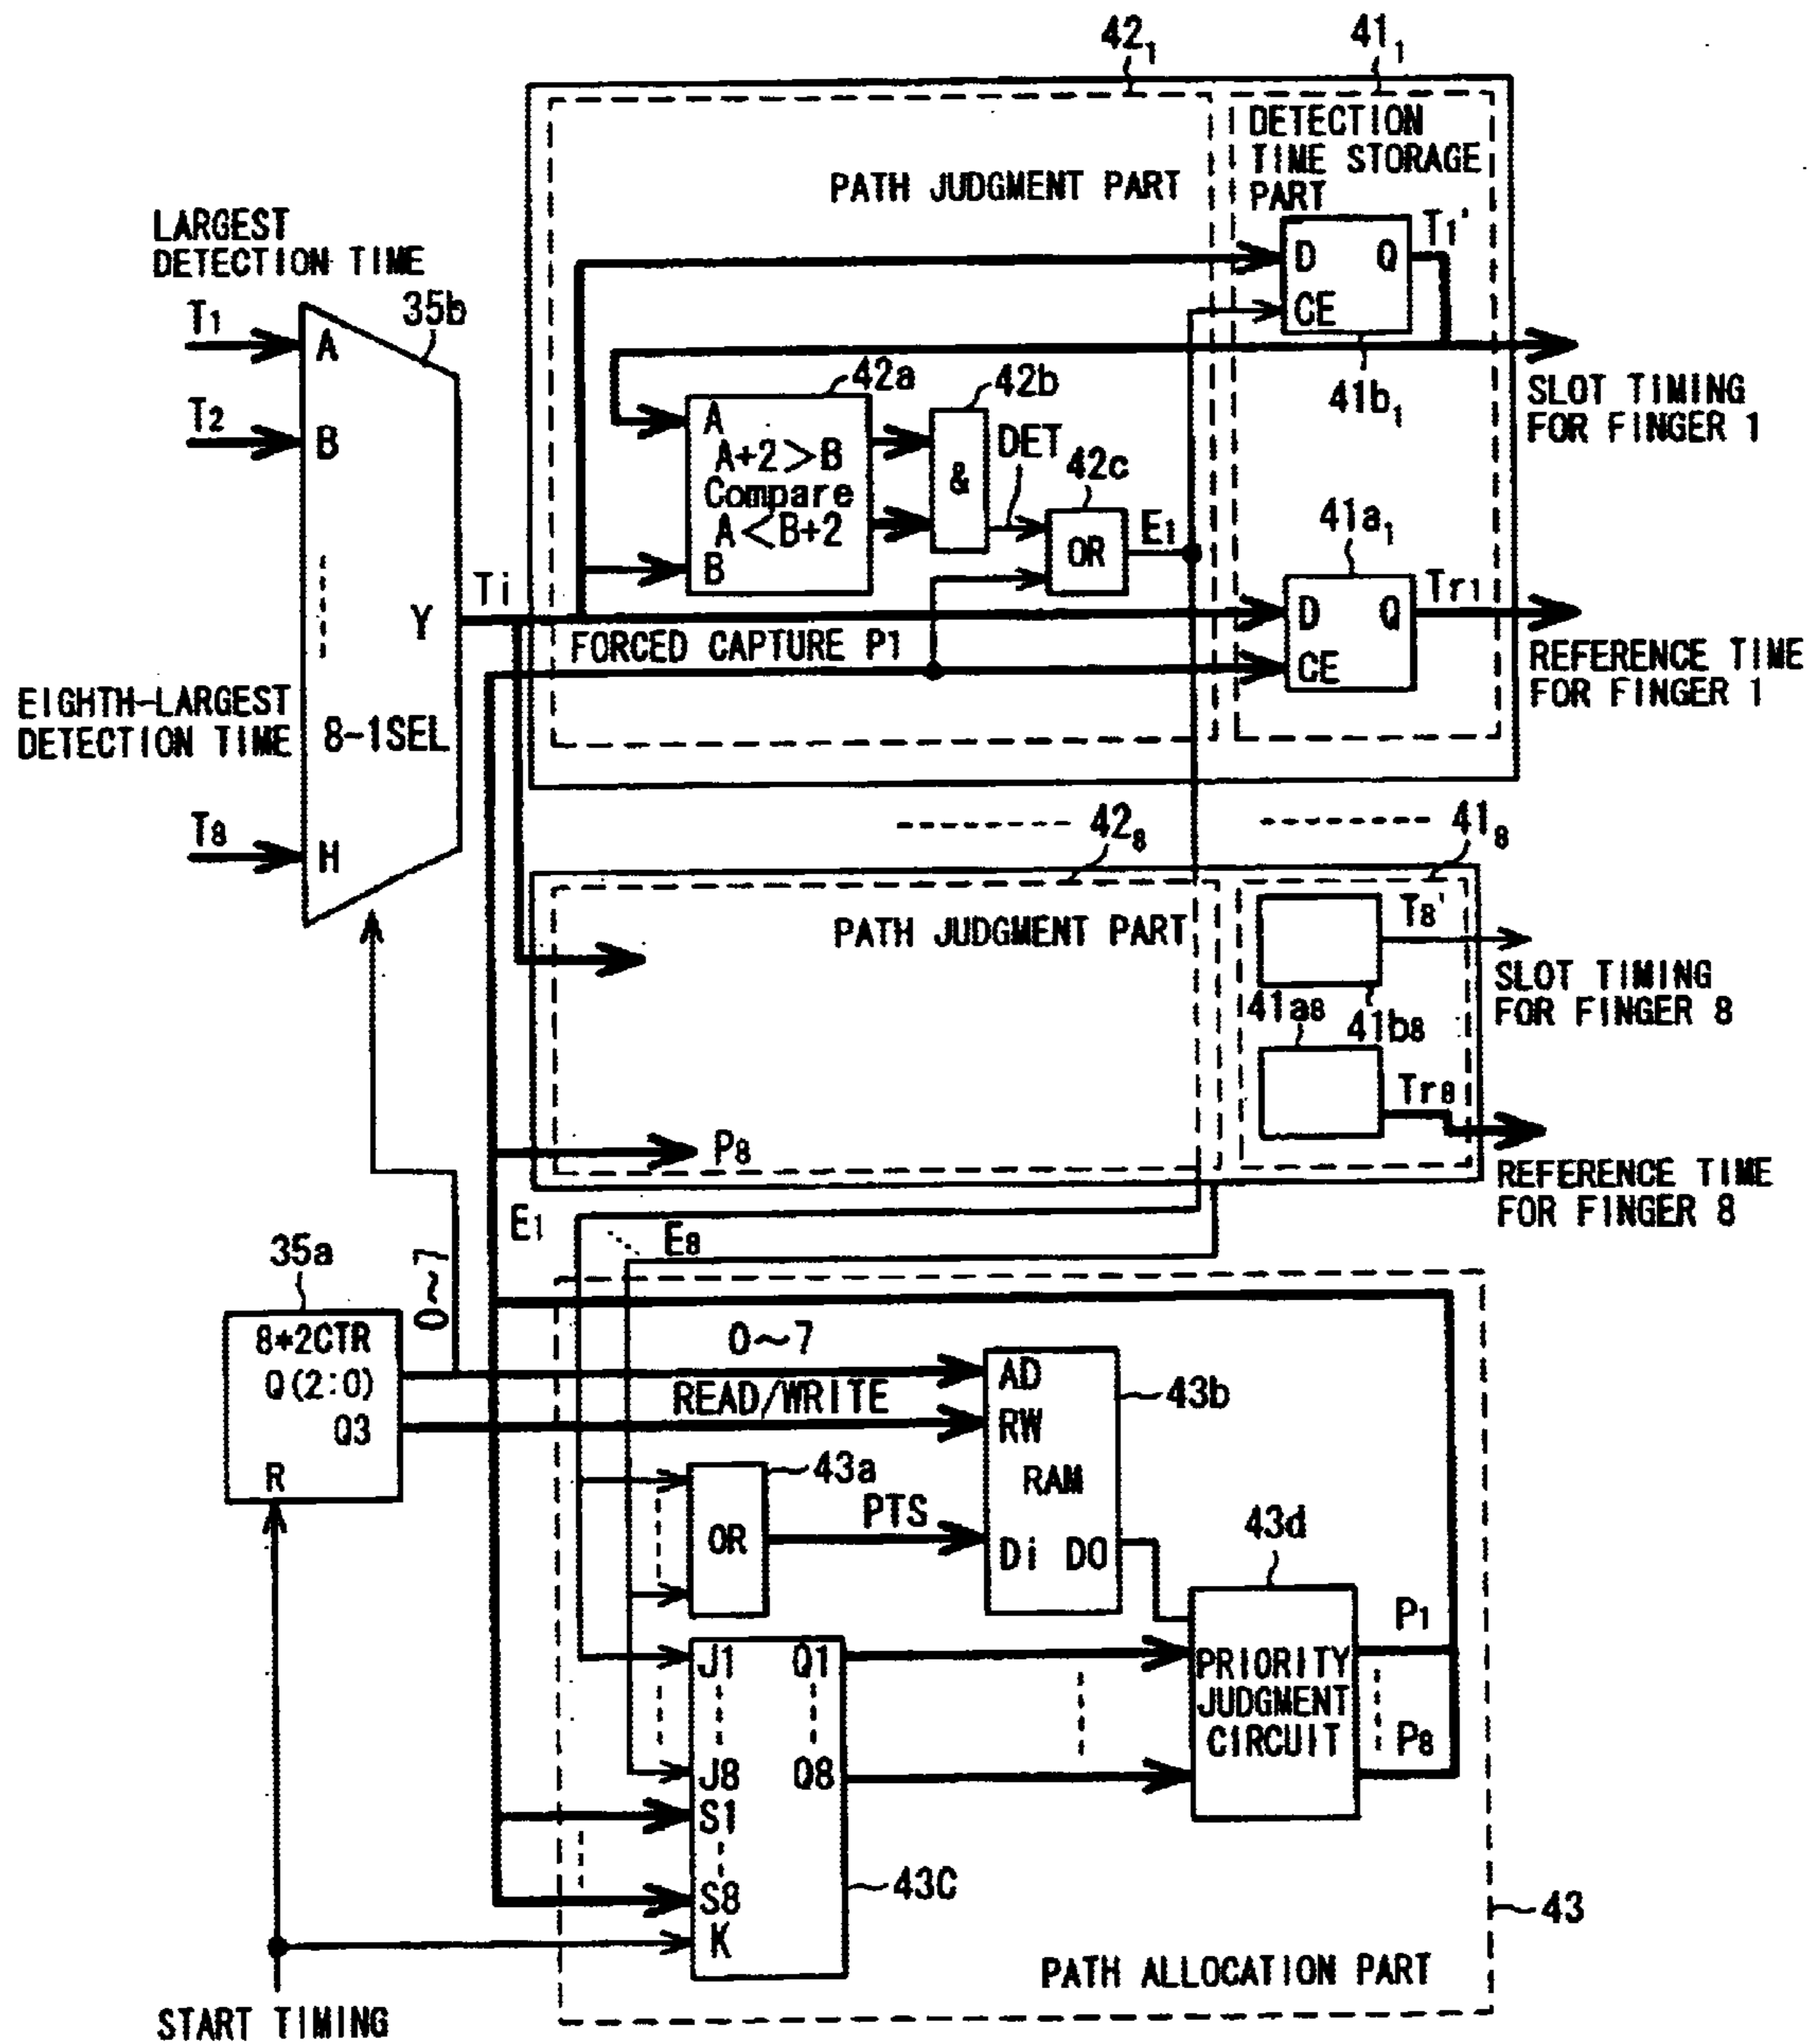 42₁
41₁
DETECTION
TIME STORAGE
PART
PATH JUDGMENT PART
LARGEST
DETECTION TIME
35b
T₁
A
T₂
B
Y
Ti
EIGHTH-LARGEST
DETECTION TIME
8-1SEL
T₈
H
D
Q
CE
T₁'
41b₁
SLOT TIMING
FOR FINGER 1
42a
A
A+2>B
Compare
A<B+2
B
42b
&
DET
42c
OR
E₁
41a₁
D
Q
CE
Tr₁
REFERENCE TIME
FOR FINGER 1
FORCED CAPTURE P1
42₈
41₈
PATH JUDGMENT PART
T₈'
SLOT TIMING
FOR FINGER 8
41a₈
41b₈
Tr₈
REFERENCE TIME
FOR FINGER 8
P₈
E₁
E₈
35a
8*2CTR
Q(2:0)
Q3
R
0~7
0~7
READ/WRITE
AD
RW
RAM
Di
DO
43b
43a
OR
PTS
43d
PRIORITY
JUDGMENT
CIRCUIT
P₁
P₈
J1
Q1
J8
Q8
S1
S8
K
43C
43
PATH ALLOCATION PART
START TIMING